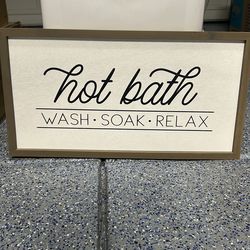 hot bath
WASH • SOAK • RELAX